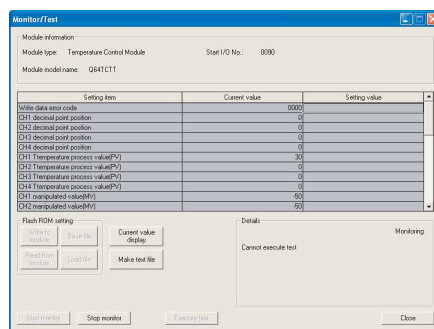 Monitor/Test
Module information
Module type: Temperature Control Module Start I/O No.: 0090
Module model name: Q64TCTT
Setting item Current value Setting value
Write data error code 0000
CH1 decimal point position 0
CH2 decimal point position 0
CH3 decimal point position 0
CH4 decimal point position 0
CH1 Ttemperature process value(PV) 30
CH2 Ttemperature process value(PV) 0
CH3 Ttemperature process value(PV) 0
CH4 Ttemperature process value(PV) 0
CH1 manipulated value(MV) -50
CH2 manipulated value(MV) -50
Flash ROM setting
Write to module Save file Current value display
Read from module Load file Make text file
Details
Monitoring
Cannot execute test
Start monitor Stop monitor Execute test Close